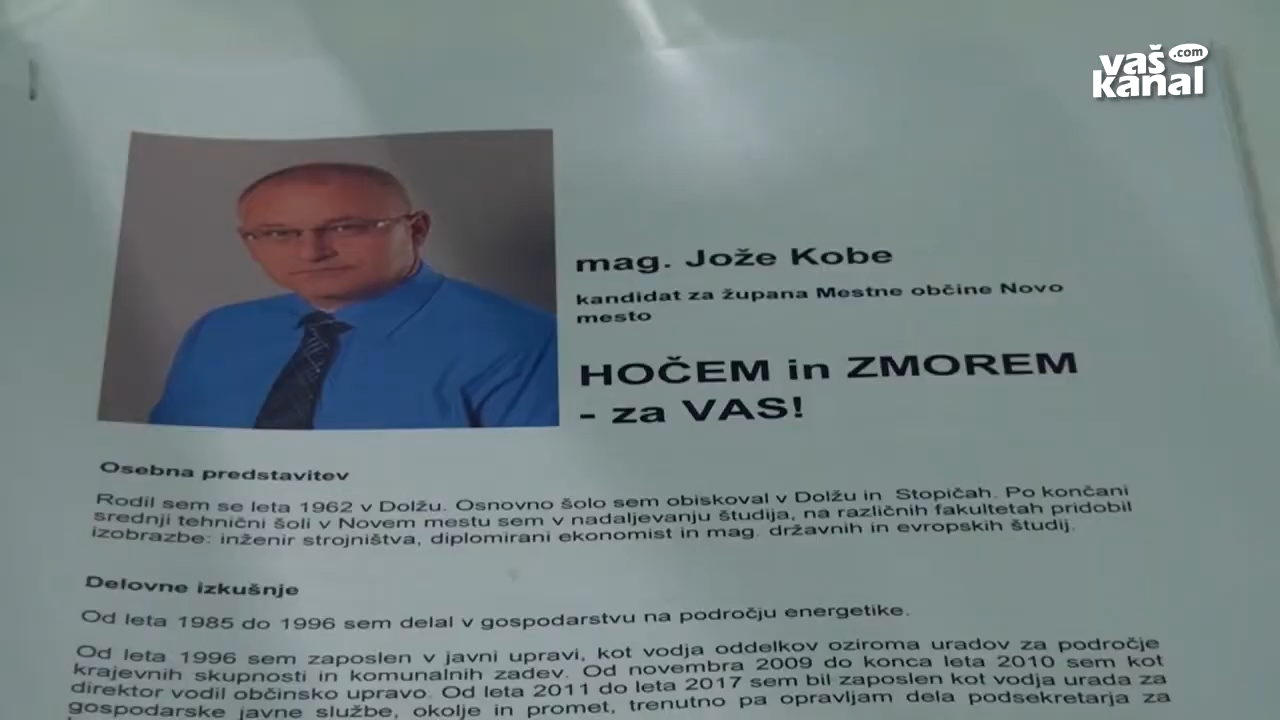 vaš .com
kanal
mag. Jože Kobe
kandidat za župana Mestne občine Novo
mesto
HOČEM in ZMOREM
- za VAS!
Osebna predstavitev
Rodil sem se leta 1962 v Dolžu. Osnovno šolo sem obiskoval v Dolžu in Stopičah. Po končani
srednji tehnični šoli v Novem mestu sem v nadaljevanju študija, na različnih fakultetah pridobil
izobrazbe: inženir strojništva, diplomirani ekonomist in mag. državnih in evropskih študij.
Delovne izkušnje
Od leta 1985 do 1996 sem delal v gospodarstvu na področju energetike.
Od leta 1996 sem zaposlen v javni upravi, kot vodja oddelkov oziroma uradov za področje
krajevnih skupnosti in komunalnih zadev. Od novembra 2009 do konca leta 2010 sem kot
direktor vodil občinsko upravo. Od leta 2011 do leta 2017 sem bil zaposlen kot vodja urada za
gospodarske javne službe, okolje in promet, trenutno pa opravljam dela podsekretarja za